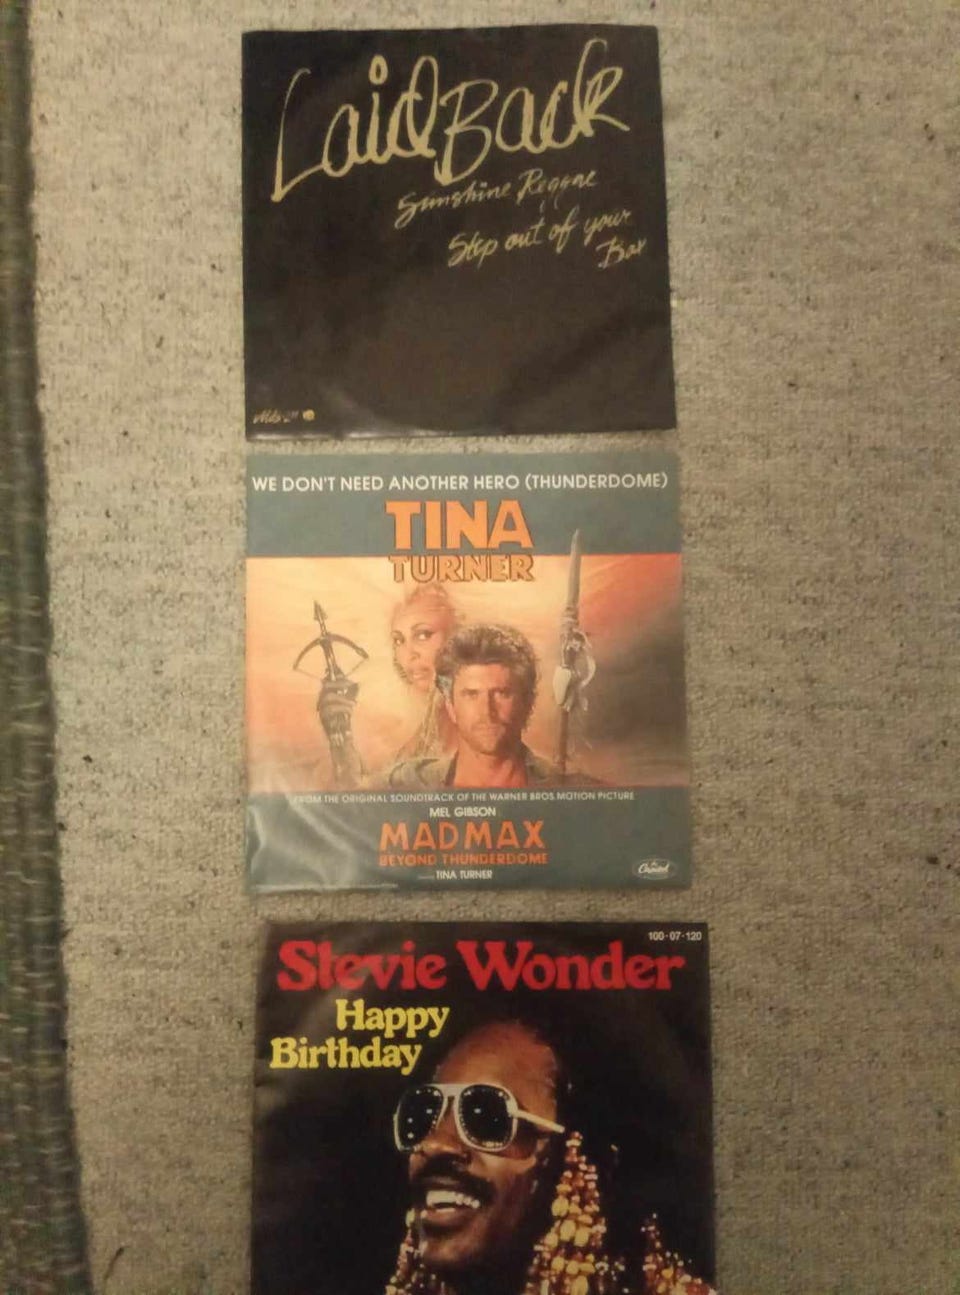 Laid Back
Sunshine Reggae
Step out of your
Box
WE DON'T NEED ANOTHER HERO (THUNDERDOME)
TINA
TURNER
FROM THE ORIGINAL SOUNDTRACK OF THE WARNER BROS. MOTION PICTURE
MEL GIBSON
MAD MAX
BEYOND THUNDERDOME
TINA TURNER
Capitol
100·07·120
Stevie Wonder
Happy
Birthday